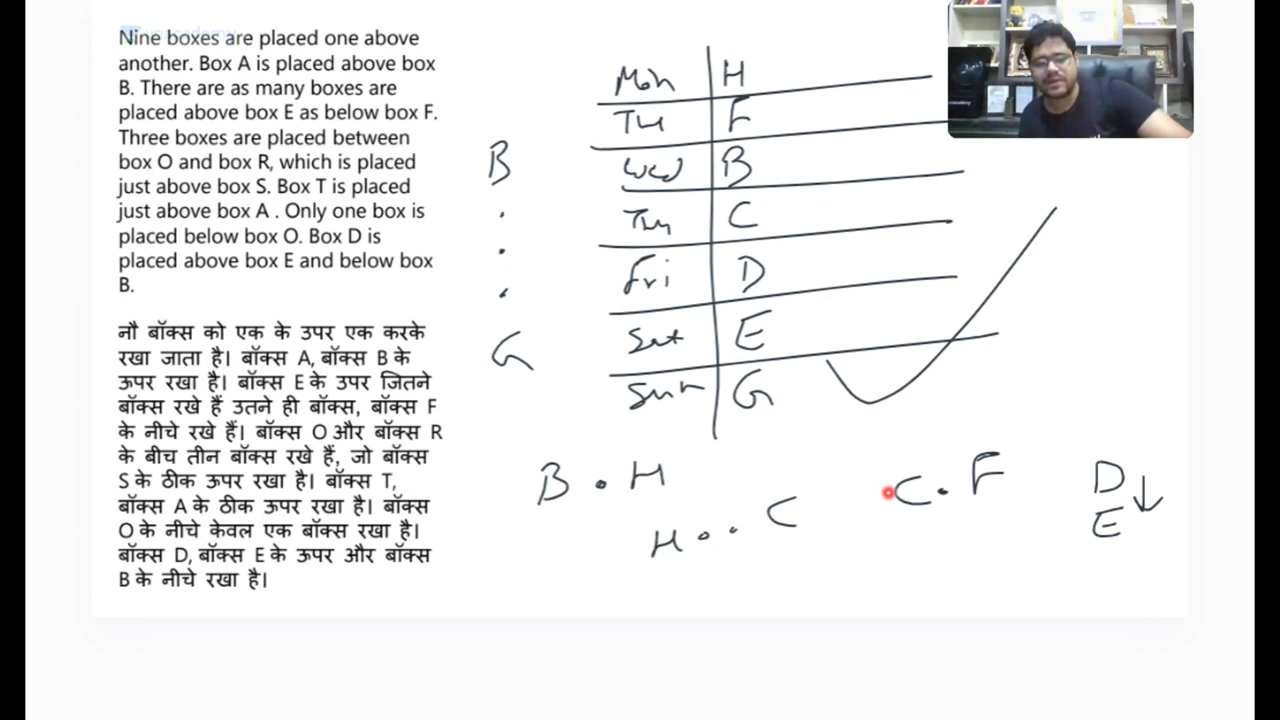 Nine boxes are placed one above
another. Box A is placed above box
B. There are as many boxes are
placed above box E as below box F.
Three boxes are placed between
box O and box R, which is placed
just above box S. Box T is placed
just above box A . Only one box is
placed below box O. Box D is
placed above box E and below box
B.
नौ बॉक्स को एक के उपर एक करके
रखा जाता है। बॉक्स A, बॉक्स B के
ऊपर रखा है। बॉक्स E के उपर जितने
बॉक्स रखे हैं उतने ही बॉक्स, बॉक्स F
के नीचे रखे हैं। बॉक्स O और बॉक्स R
के बीच तीन बॉक्स रखे हैं, जो बॉक्स
S के ठीक ऊपर रखा है। बॉक्स T,
बॉक्स A के ठीक ऊपर रखा है। बॉक्स
O के नीचे केवल एक बॉक्स रखा है।
बॉक्स D, बॉक्स E के ऊपर और बॉक्स
B के नीचे रखा है।
B
G
Mon H
Tu F
Wed B
Thu C
Fri D
Sat E
Sun G
B . H
H . . C
C . F
D
E